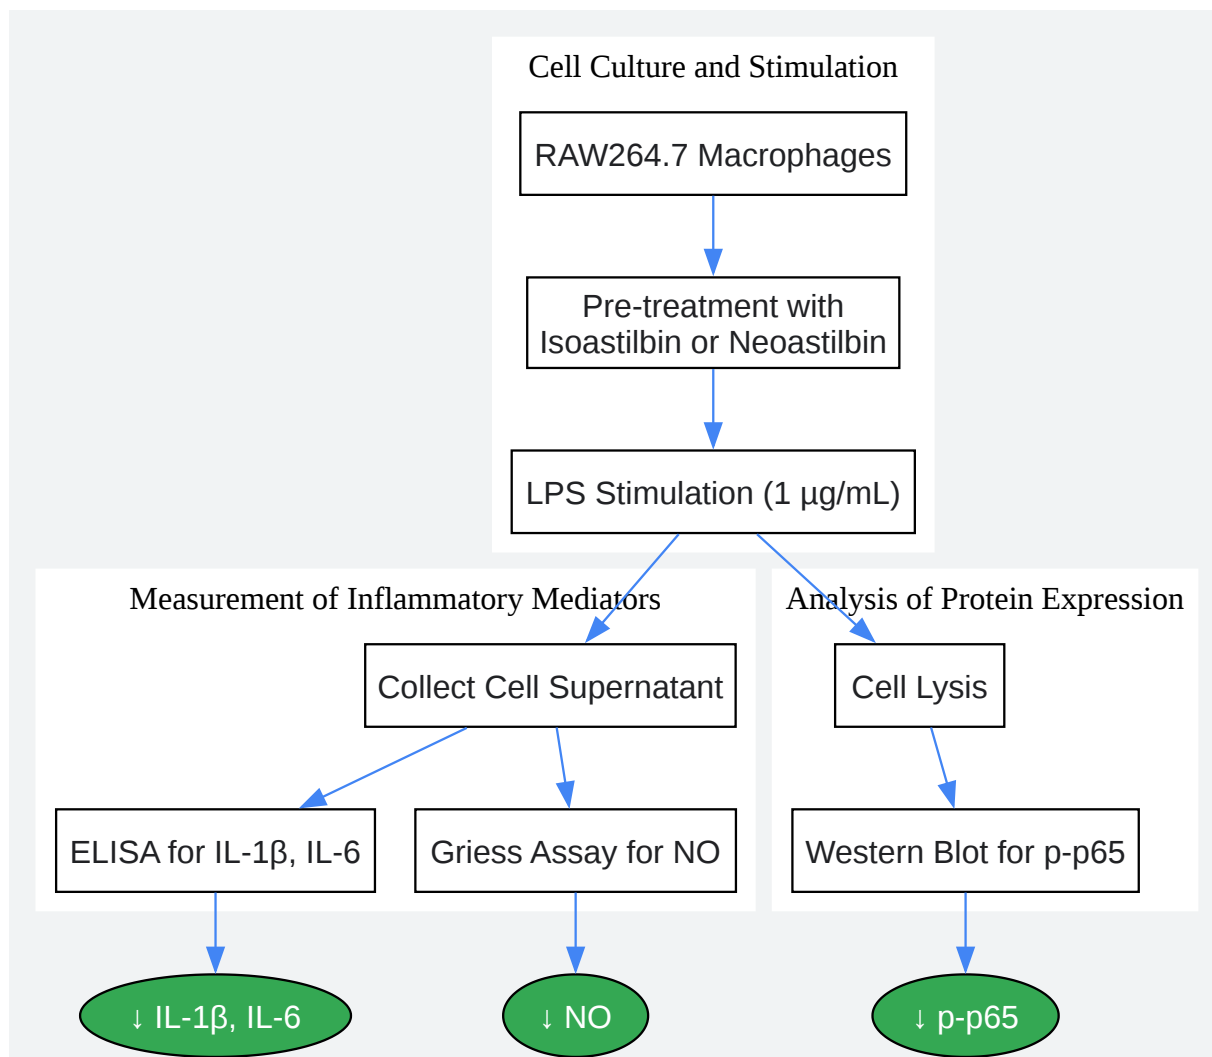 Cell Culture and Stimulation
RAW264.7 Macrophages
Pre-treatment with
Isoastilbin or Neoastilbin
LPS Stimulation (1 µg/mL)
Measurement of Inflammatory Mediators
Analysis of Protein Expression
Collect Cell Supernatant
Cell Lysis
ELISA for IL-1β, IL-6
Griess Assay for NO
Western Blot for p-p65
↓ IL-1β, IL-6
↓ NO
↓ p-p65